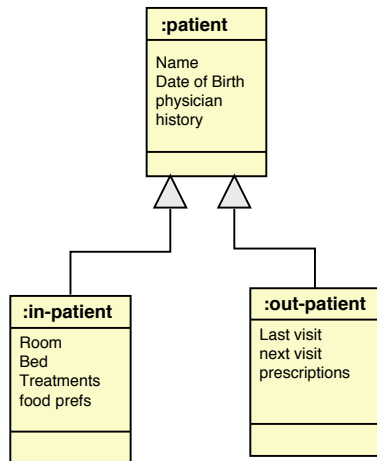 :patient
Name
Date of Birth
physician
history
:in-patient
Room
Bed
Treatments
food prefs
:out-patient
Last visit
next visit
prescriptions